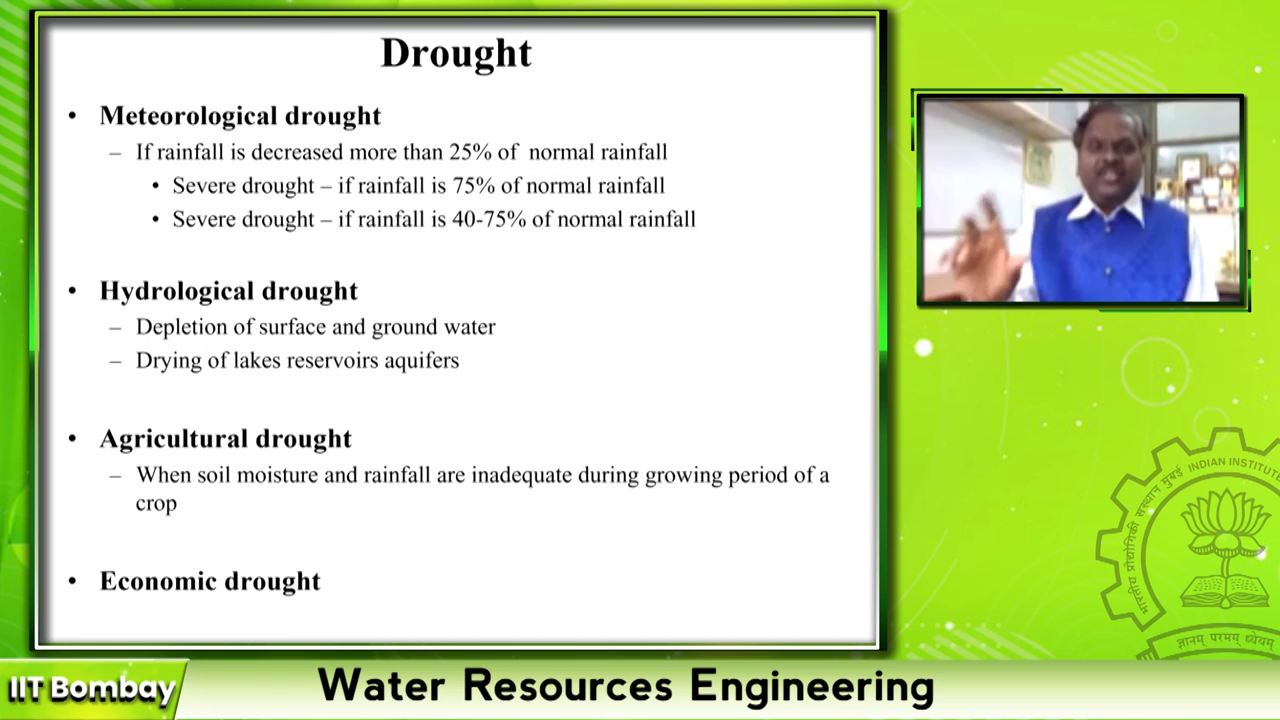 Drought
• Meteorological drought
– If rainfall is decreased more than 25% of normal rainfall
• Severe drought – if rainfall is 75% of normal rainfall
• Severe drought – if rainfall is 40-75% of normal rainfall
• Hydrological drought
– Depletion of surface and ground water
– Drying of lakes reservoirs aquifers
• Agricultural drought
– When soil moisture and rainfall are inadequate during growing period of a
crop
• Economic drought
भारतीय प्रौद्योगिकी संस्थान मुंबई INDIAN INSTITUTE
ज्ञानम् परमम् ध्येयम्
IIT Bombay
Water Resources Engineering